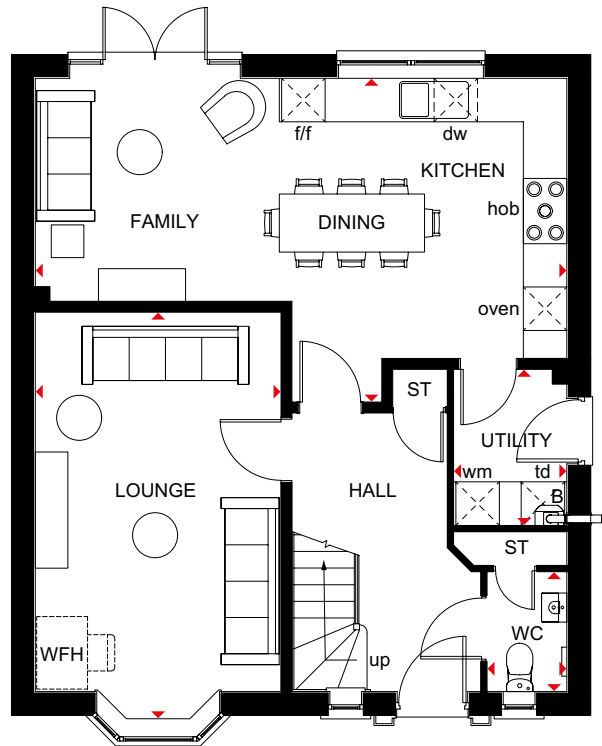 f/f
dw
KITCHEN
hob
FAMILY
DINING
oven
ST
UTILITY
wm
td
LOUNGE
HALL
B
ST
WC
WFH
up